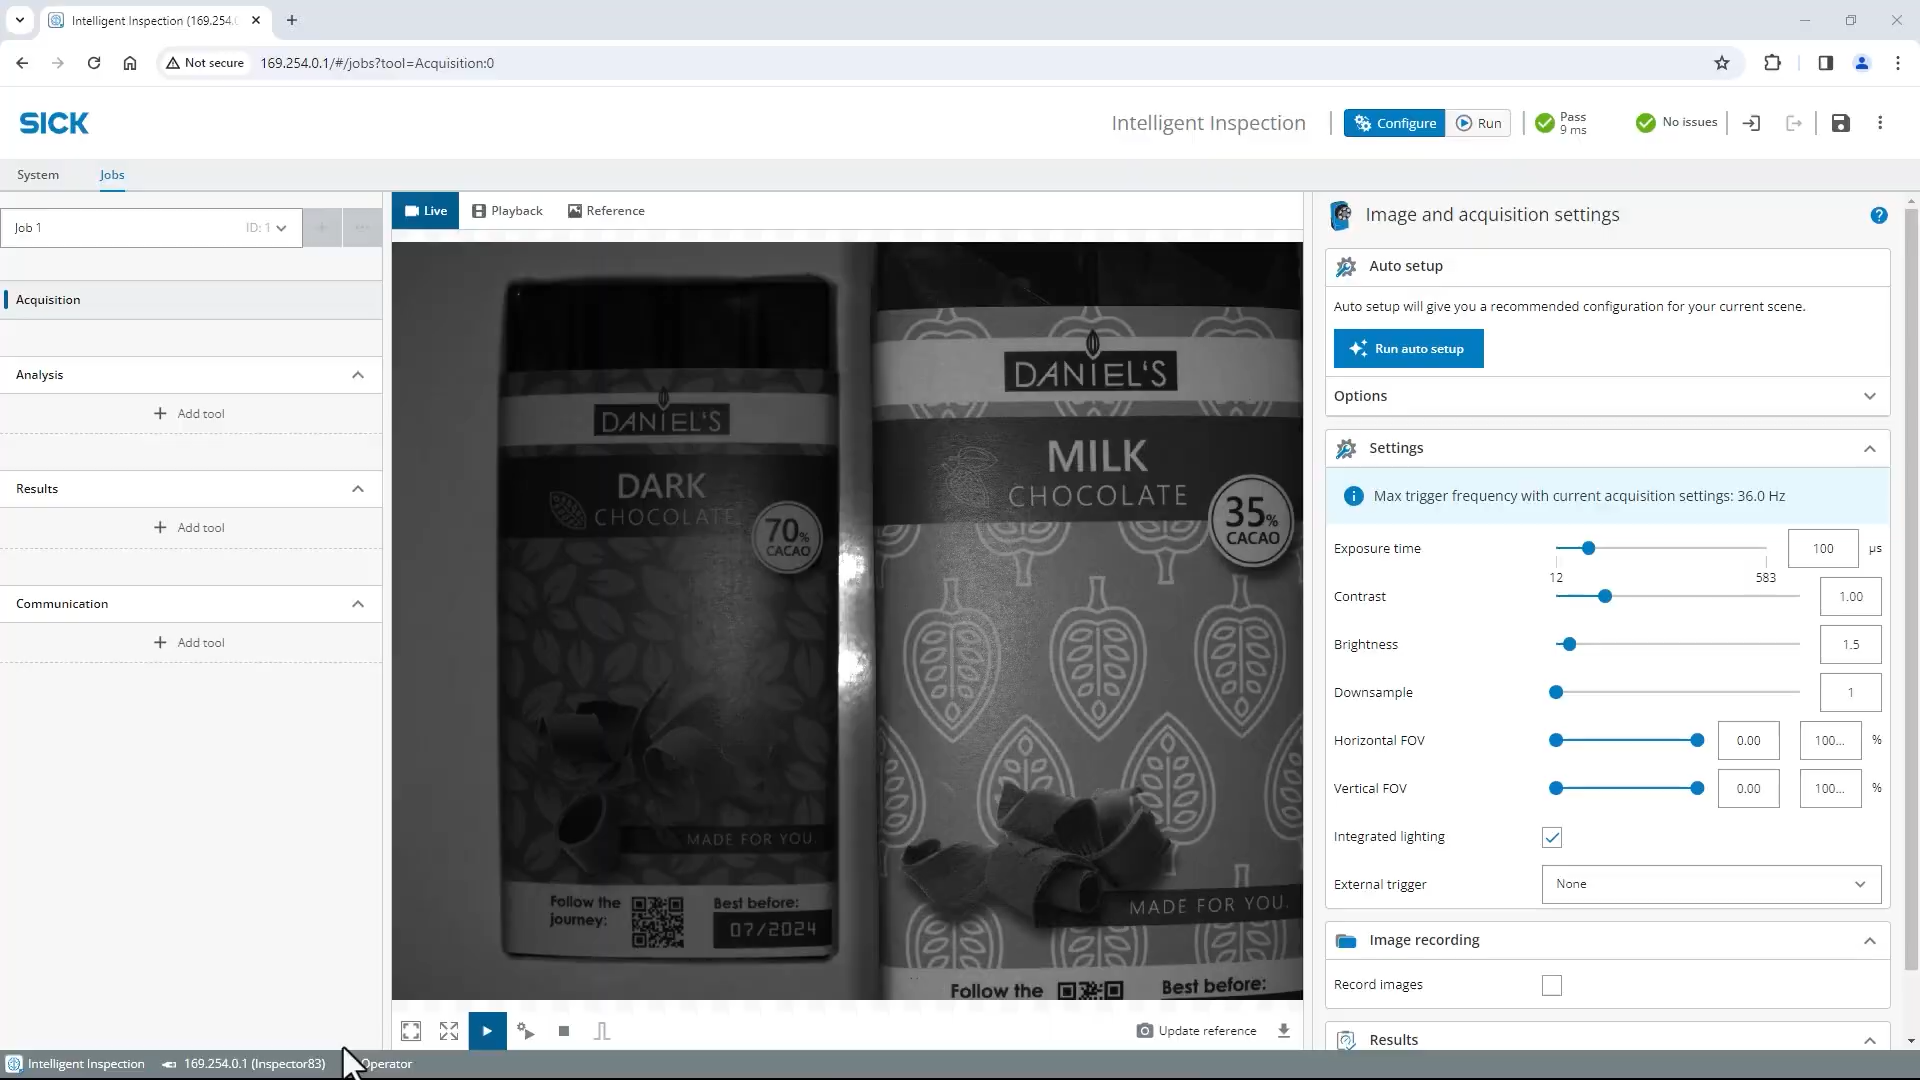 Intelligent Inspection (169.254.
Not secure
169.254.0.1/#/jobs?tool=Acquisition:0
SICK
Intelligent Inspection
Configure
Run
Pass
9 ms
No issues
System
Jobs
Job 1
ID: 1
Live
Playback
Reference
Acquisition
Analysis
Add tool
Results
Add tool
Communication
Add tool
DANIEL'S
DARK
CHOCOLATE
70%
CACAO
MADE FOR YOU.
Follow the
journey:
Best before:
07/2024
DANIEL'S
MILK
CHOCOLATE
35%
CACAO
MADE FOR YOU.
Follow the
Best before:
Update reference
Image and acquisition settings
Auto setup
Auto setup will give you a recommended configuration for your current scene.
Run auto setup
Options
Settings
Max trigger frequency with current acquisition settings: 36.0 Hz
Exposure time
100
µs
12
583
Contrast
1.00
Brightness
1.5
Downsample
1
Horizontal FOV
0.00
100...
%
Vertical FOV
0.00
100...
%
Integrated lighting
External trigger
None
Image recording
Record images
Results
Intelligent Inspection
169.254.0.1 (Inspector83)
Operator